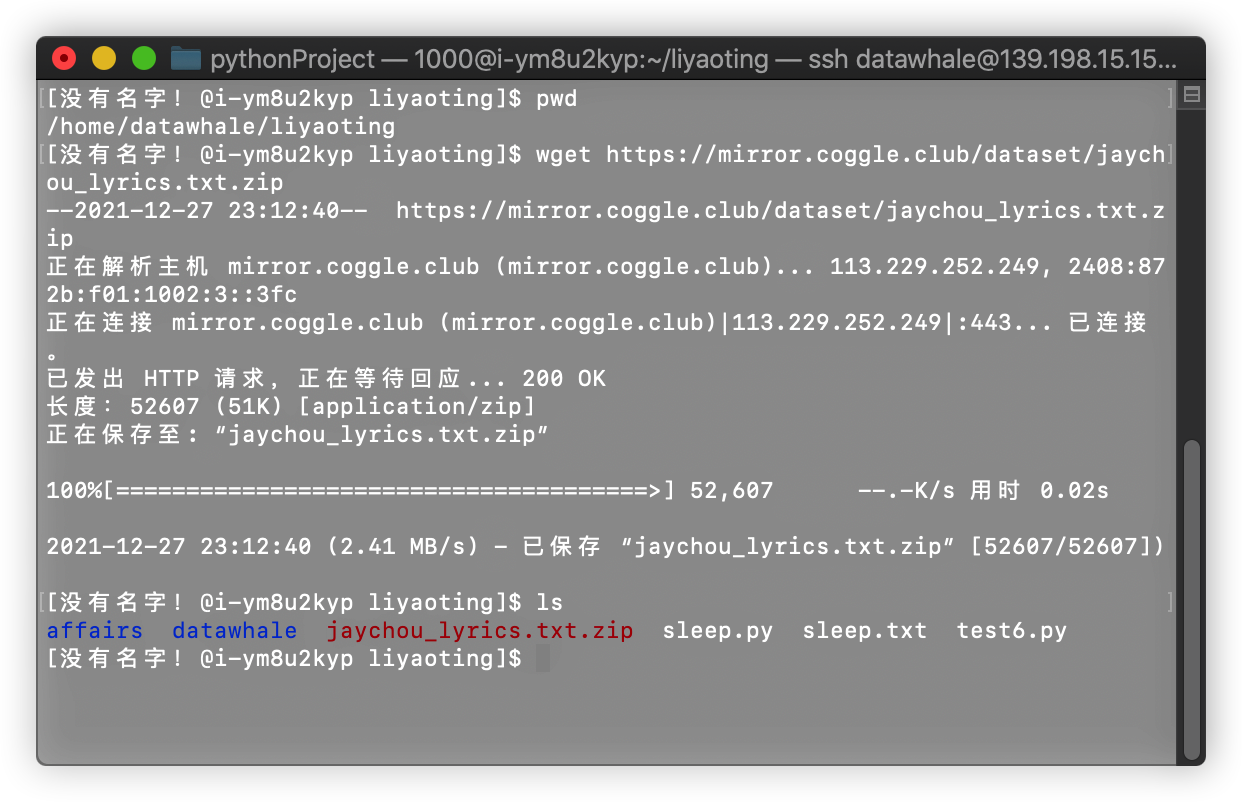 pythonProject — 1000@i-ym8u2kyp:~/liyaoting — ssh datawhale@139.198.15.15...
[[没有名字！@i-ym8u2kyp liyaoting]$ pwd ]
/home/datawhale/liyaoting
[[没有名字！@i-ym8u2kyp liyaoting]$ wget https://mirror.coggle.club/dataset/jaych]
ou_lyrics.txt.zip
--2021-12-27 23:12:40--  https://mirror.coggle.club/dataset/jaychou_lyrics.txt.z
ip
正在解析主机 mirror.coggle.club (mirror.coggle.club)... 113.229.252.249, 2408:87
2b:f01:1002:3::3fc
正在连接 mirror.coggle.club (mirror.coggle.club)|113.229.252.249|:443... 已连接
。
已发出 HTTP 请求，正在等待回应... 200 OK
长度：52607 (51K) [application/zip]
正在保存至: “jaychou_lyrics.txt.zip”
100%[======================================>] 52,607      --.-K/s 用时 0.02s
2021-12-27 23:12:40 (2.41 MB/s) - 已保存 “jaychou_lyrics.txt.zip” [52607/52607])
[[没有名字！@i-ym8u2kyp liyaoting]$ ls ]
affairs  datawhale  jaychou_lyrics.txt.zip  sleep.py  sleep.txt  test6.py
[没有名字！@i-ym8u2kyp liyaoting]$